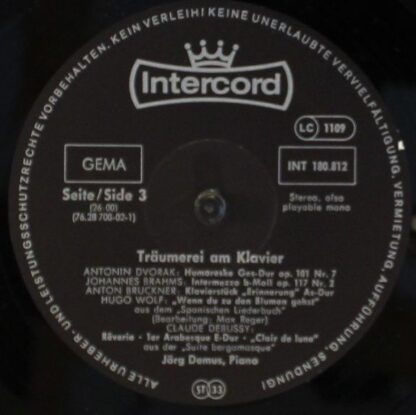 ALLE URHEBER- UND LEISTUNGSSCHUTZRECHTE VORBEHALTEN. KEIN VERLEIH! KEINE UNERLAUBTE VERVIELFÄLTIGUNG, VERMIETUNG, AUFFÜHRUNG, SENDUNG!
Intercord
LC 1109
GEMA
INT 180.812
Seite/Side 3
(26:00)
(76.28 700-02-1)
Stereo, also
playable mono
Träumerei am Klavier
ANTONIN DVORAK: Humoreske Ges-Dur op. 101 Nr. 7
JOHANNES BRAHMS: Intermezzo b-Moll op. 117 Nr. 2
ANTON BRUCKNER: Klavierstück „Erinnerung" As-Dur
HUGO WOLF: „Wenn du zu den Blumen gehst"
aus dem „Spanischen Liederbuch"
(Bearbeitung: Max Reger)
CLAUDE DEBUSSY:
Rêverie · 1er Arabesque E-Dur · „Clair de lune"
aus der „Suite bergamasque"
Jörg Demus, Piano
ST 33